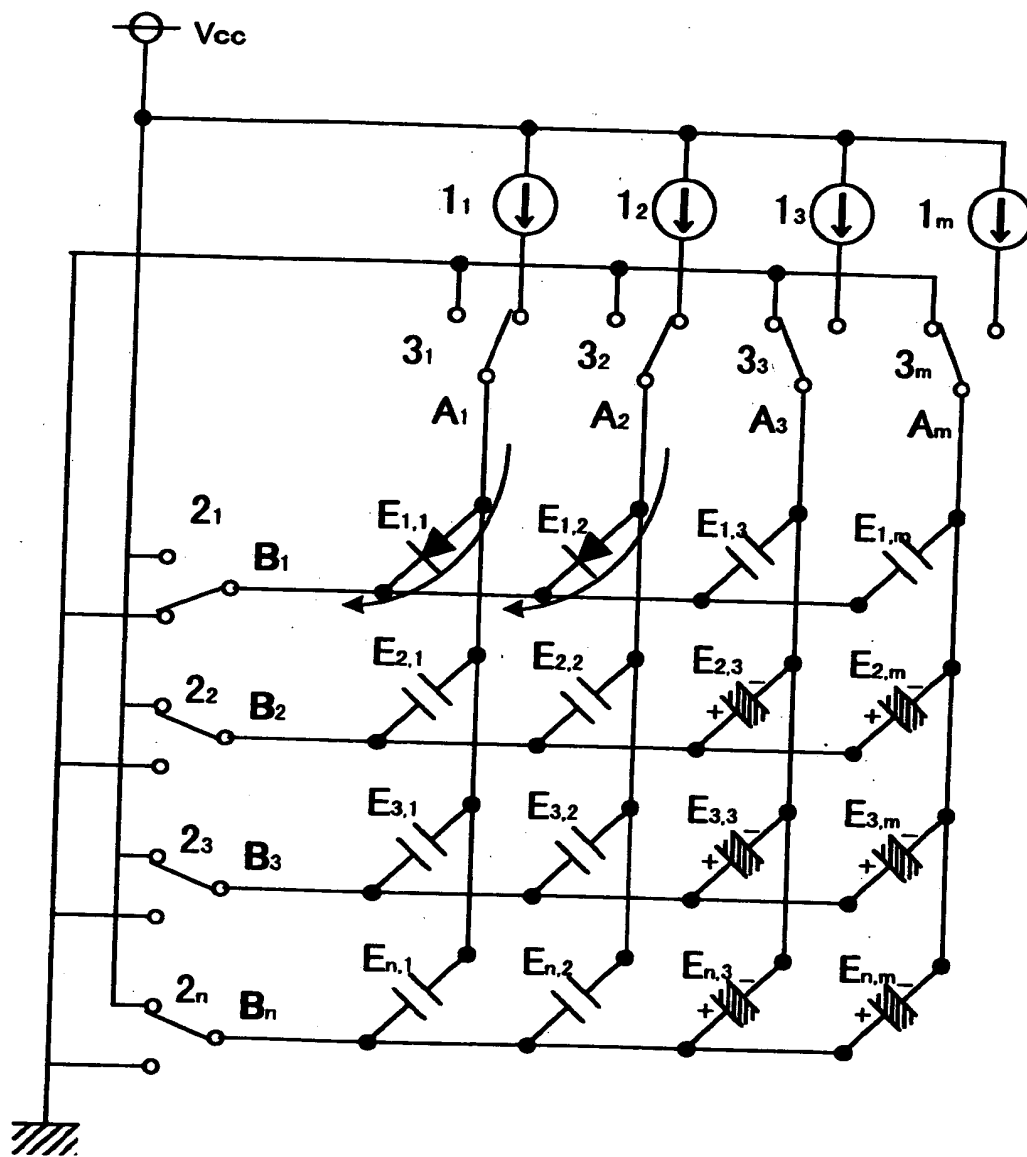 Vcc
1₁ 1₂ 1₃ 1ₘ
3₁ 3₂ 3₃ 3ₘ
A₁ A₂ A₃ Aₘ
2₁
E₁,₁ E₁,₂ E₁,₃ E₁,ₘ
B₁
E₂,₁ E₂,₂ E₂,₃ E₂,ₘ
2₂ B₂ + − + −
E₃,₁ E₃,₂ E₃,₃ E₃,ₘ
2₃ B₃ + − + −
Eₙ,₁ Eₙ,₂ Eₙ,₃ Eₙ,ₘ
2ₙ Bₙ + − + −